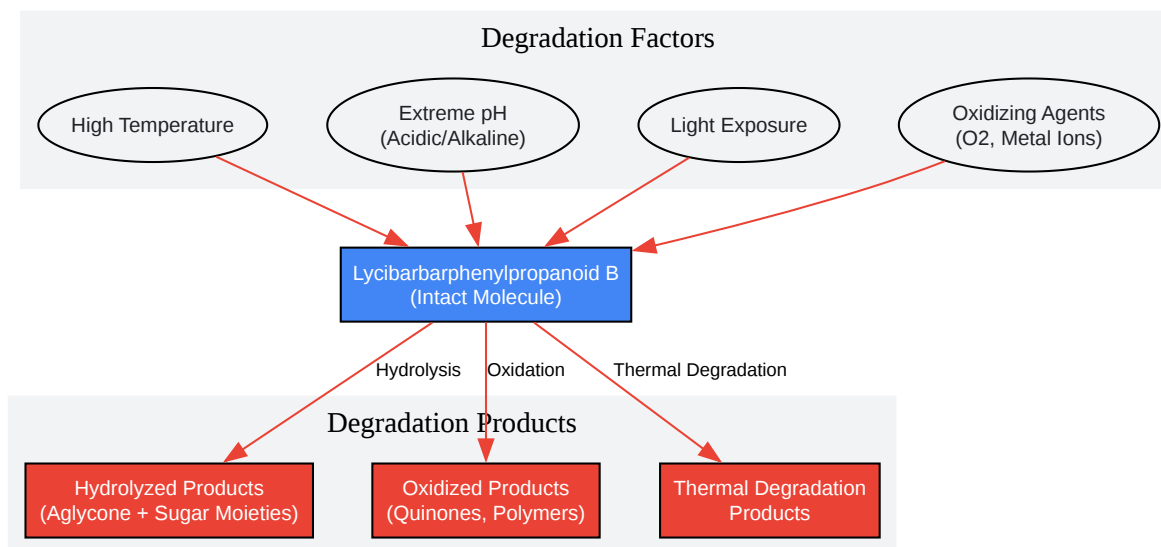 Degradation Factors
High Temperature
Extreme pH
(Acidic/Alkaline)
Light Exposure
Oxidizing Agents
(O2, Metal Ions)
Lycibarbarphenylpropanoid B
(Intact Molecule)
Hydrolysis
Oxidation
Thermal Degradation
Degradation Products
Hydrolyzed Products
(Aglycone + Sugar Moieties)
Oxidized Products
(Quinones, Polymers)
Thermal Degradation
Products